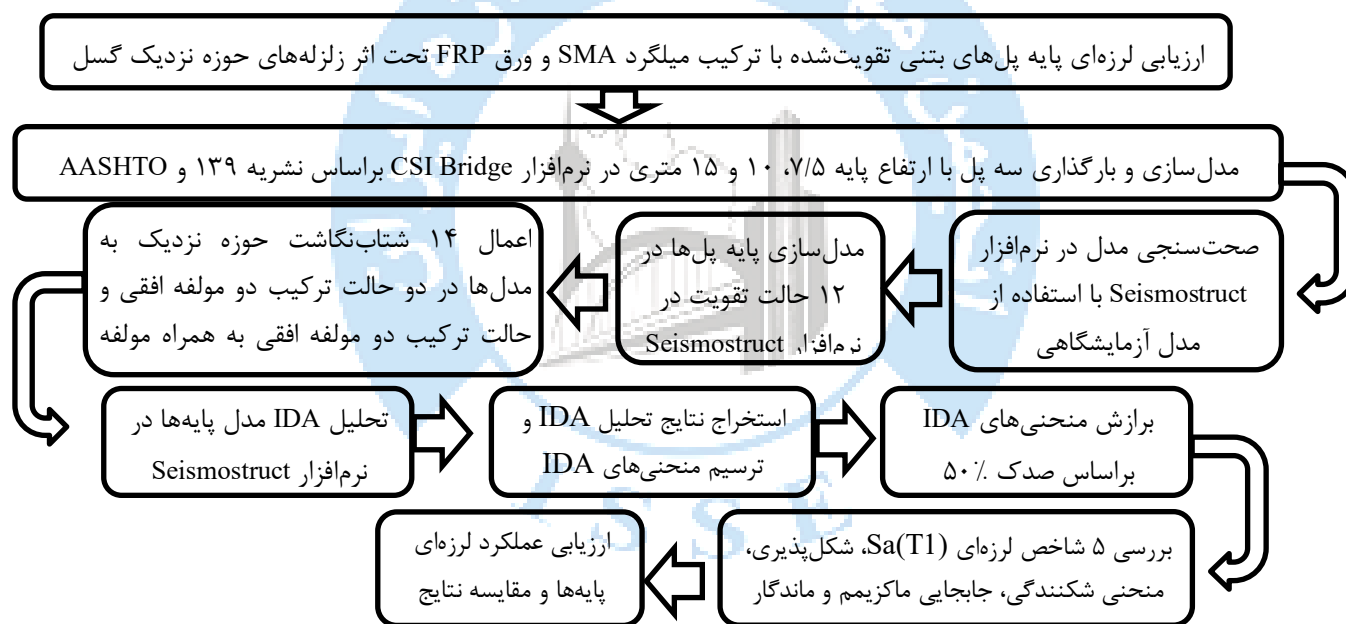 ارزیابی لرزه‌ای پایه پل‌های بتنی تقویت‌شده با ترکیب میلگرد SMA و ورق FRP تحت اثر زلزله‌های حوزه نزدیک گسل
مدل‌سازی و بارگذاری سه پل با ارتفاع پایه ۷/۵، ۱۰ و ۱۵ متری در نرم‌افزار CSI Bridge براساس نشریه ۱۳۹ و AASHTO
صحت‌سنجی مدل در نرم‌افزار
Seismostruct با استفاده از
مدل آزمایشگاهی
مدل‌سازی پایه پل‌ها در
۱۲ حالت تقویت در
نرم‌افزار Seismostruct
اعمال ۱۴ شتاب‌نگاشت حوزه نزدیک به
مدل‌ها در دو حالت ترکیب دو مولفه افقی و
حالت ترکیب دو مولفه افقی به همراه مولفه
تحلیل IDA مدل پایه‌ها در
نرم‌افزار Seismostruct
استخراج نتایج تحلیل IDA و
ترسیم منحنی‌های IDA
برازش منحنی‌های IDA
براساس صدک ۵۰٪
بررسی ۵ شاخص لرزه‌ای Sa(T1)، شکل‌پذیری،
منحنی شکنندگی، جابجایی ماکزیمم و ماندگار
ارزیابی عملکرد لرزه‌ای
پایه‌ها و مقایسه نتایج
ISSE